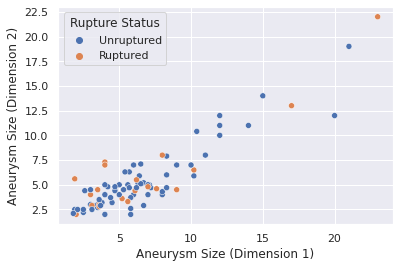 22.5
20.0
17.5
15.0
12.5
10.0
7.5
5.0
2.5
Aneurysm Size (Dimension 2)
Rupture Status
Unruptured
Ruptured
5
10
15
20
Aneurysm Size (Dimension 1)